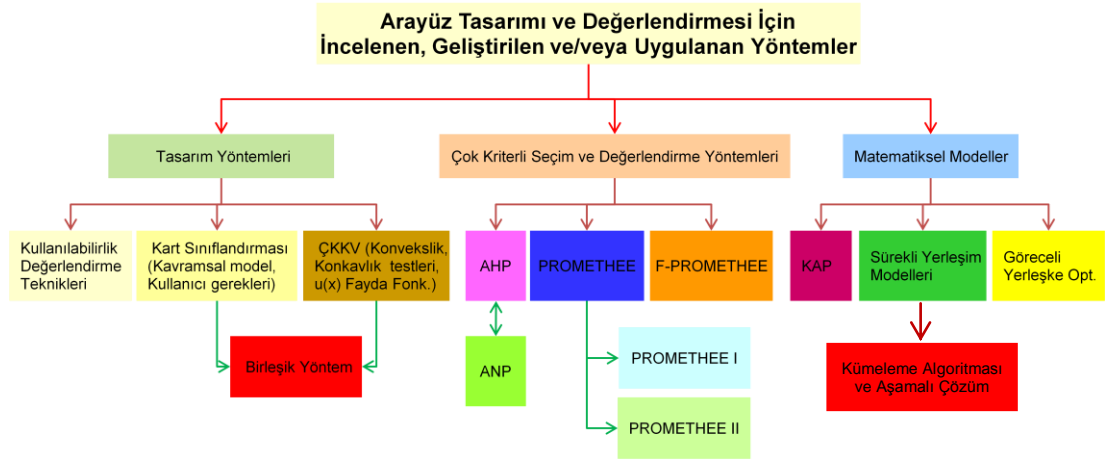 Arayüz Tasarımı ve Değerlendirmesi İçin
İncelenen, Geliştirilen ve/veya Uygulanan Yöntemler
Tasarım Yöntemleri
Çok Kriterli Seçim ve Değerlendirme Yöntemleri
Matematiksel Modeller
Kullanılabilirlik
Değerlendirme
Teknikleri
Kart Sınıflandırması
(Kavramsal model,
Kullanıcı gerekleri)
ÇKKV (Konvekslik,
Konkavlık testleri,
u(x) Fayda Fonk.)
AHP
PROMETHEE
F-PROMETHEE
KAP
Sürekli Yerleşim
Modelleri
Göreceli
Yerleşke Opt.
Birleşik Yöntem
ANP
PROMETHEE I
PROMETHEE II
Kümeleme Algoritması
ve Aşamalı Çözüm